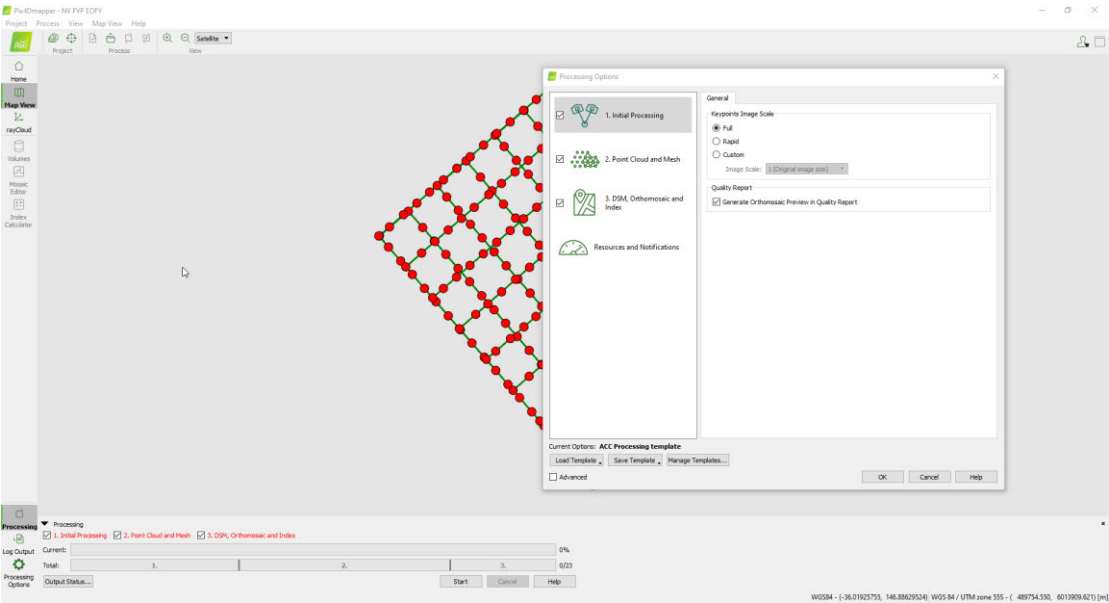 Pix4Dmapper - NV FYP EOFY
Project Process View Map View Help
Satellite
Project Process View
Home
Map View
rayCloud
Volumes
Mosaic
Editor
Index
Calculator
Processing Options
1. Initial Processing
2. Point Cloud and Mesh
3. DSM, Orthomosaic and
Index
Resources and Notifications
General
Keypoints Image Scale
Full
Rapid
Custom
Image Scale: 1 (Original image size)
Quality Report
Generate Orthomosaic Preview in Quality Report
Current Options: ACC Processing template
Load Template Save Template Manage Templates...
Advanced
OK Cancel Help
Processing
Log Output
Processing
Options
Processing
1. Initial Processing 2. Point Cloud and Mesh 3. DSM, Orthomosaic and Index
Current: 0%
Total: 1. 2. 3. 0/23
Output Status... Start Cancel Help
WGS84 - (-36.01925753, 146.88629524) WGS 84 / UTM zone 55S - ( 489754.550, 6013909.621) [m]